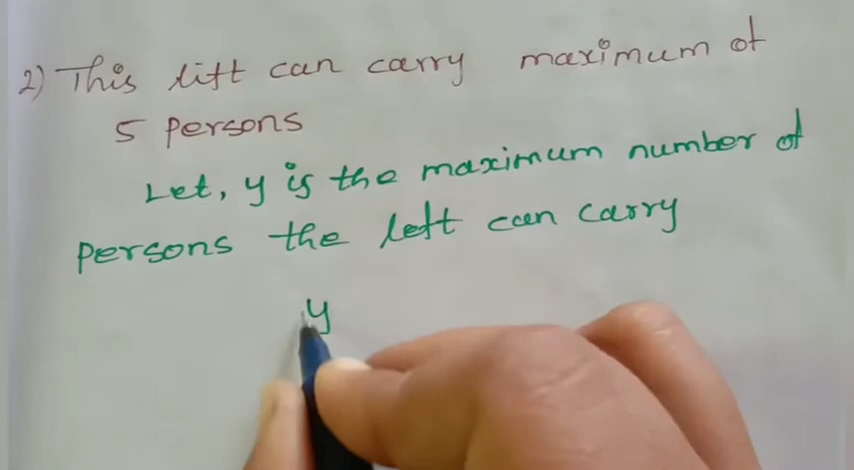 2) This lift can carry maximum of
5 persons
Let, y is the maximum number of
persons the left can carry
y